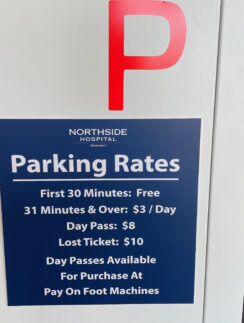 P
NORTHSIDE
HOSPITAL
Parking Rates
First 30 Minutes: Free
31 Minutes & Over: $3 / Day
Day Pass: $8
Lost Ticket: $10
Day Passes Available
For Purchase At
Pay On Foot Machines